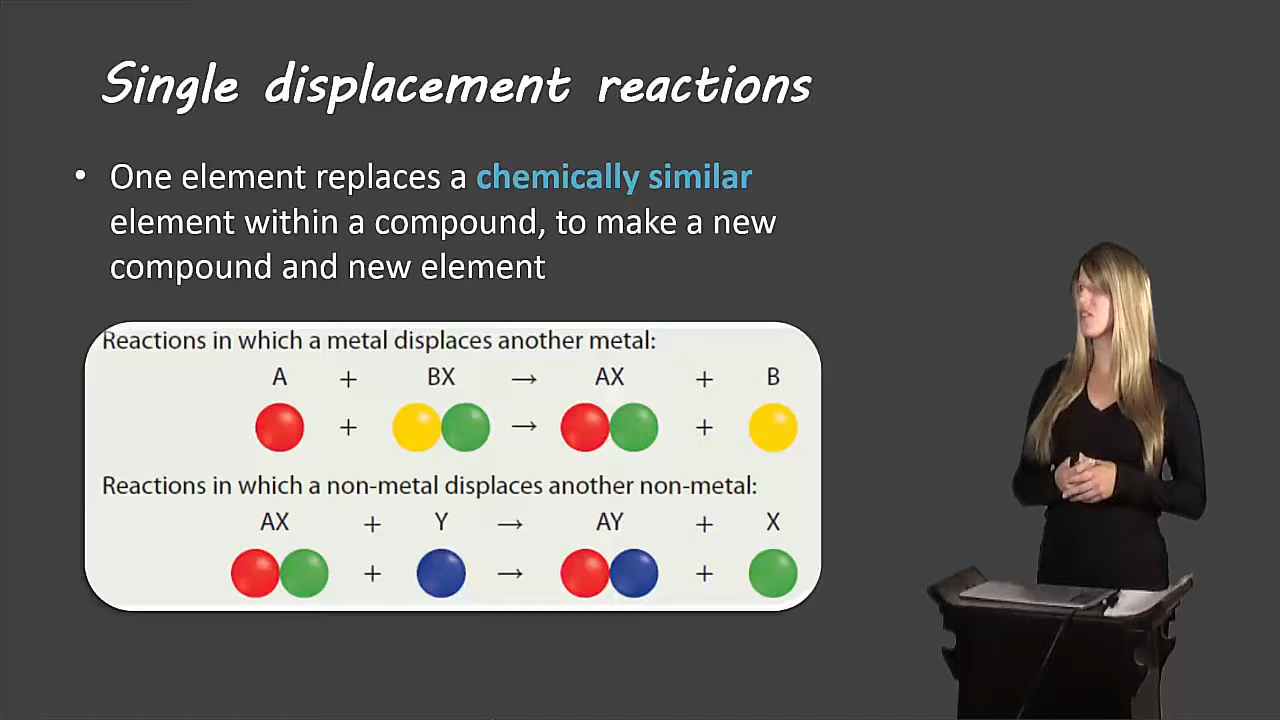 Single displacement reactions
• One element replaces a chemically similar
element within a compound, to make a new
compound and new element
Reactions in which a metal displaces another metal:
A + BX → AX + B
+ → +
Reactions in which a non-metal displaces another non-metal:
AX + Y → AY + X
+ → +